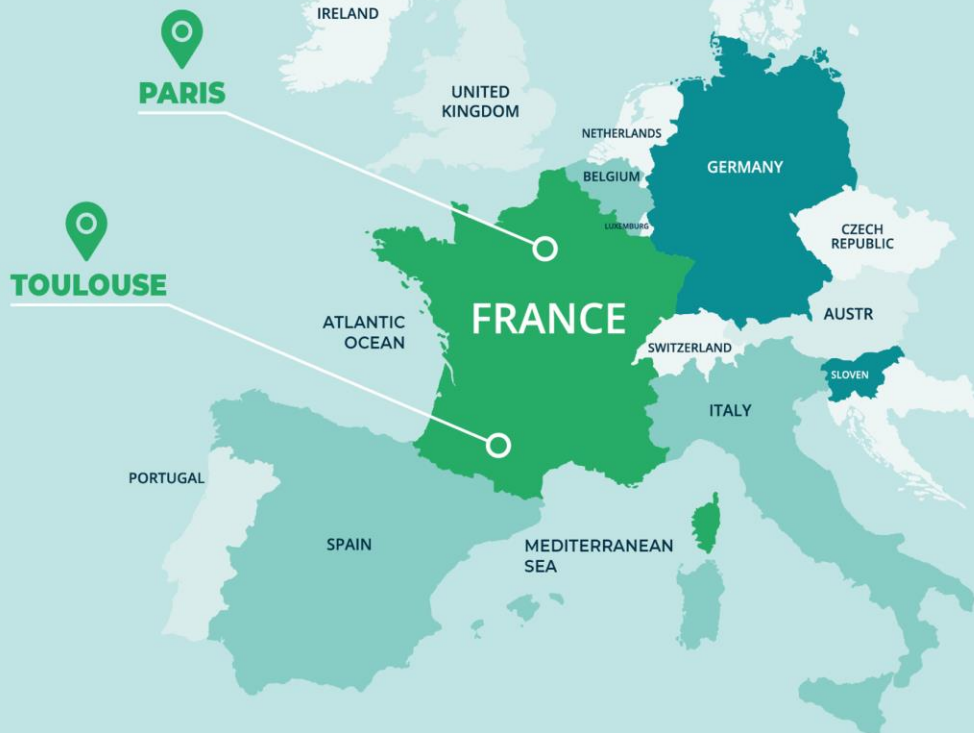 IRELAND
PARIS
UNITED
KINGDOM
NETHERLANDS
GERMANY
BELGIUM
LUXEMBURG
CZECH
REPUBLIC
TOULOUSE
ATLANTIC
OCEAN
FRANCE
AUSTR
SWITZERLAND
SLOVEN
ITALY
PORTUGAL
SPAIN
MEDITERRANEAN
SEA